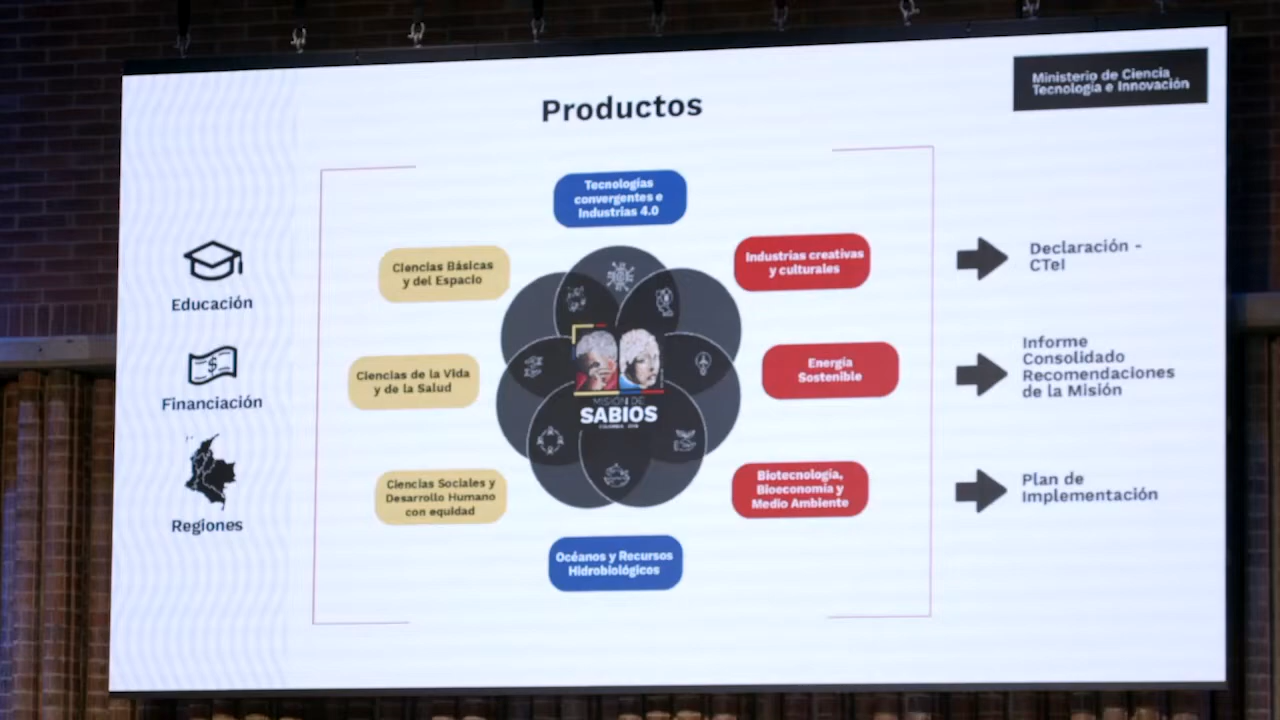 Productos
Ministerio de Ciencia
Tecnología e Innovación
Educación
Financiación
Regiones
Tecnologías
convergentes e
Industrias 4.0
Ciencias Básicas
y del Espacio
Industrias creativas
y culturales
Ciencias de la Vida
y de la Salud
Energía
Sostenible
MISIÓN DE
SABIOS
Ciencias Sociales y
Desarrollo Humano
con equidad
Biotecnología,
Bioeconomía y
Medio Ambiente
Océanos y Recursos
Hidrobiológicos
Declaración -
CTeI
Informe
Consolidado
Recomendaciones
de la Misión
Plan de
Implementación